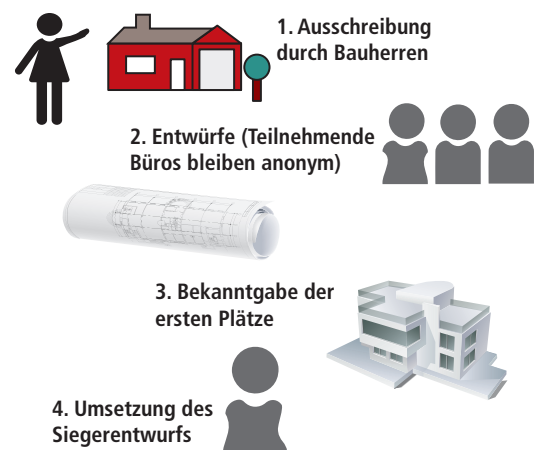 1. Ausschreibung
durch Bauherren
2. Entwürfe (Teilnehmende
Büros bleiben anonym)
3. Bekanntgabe der
ersten Plätze
4. Umsetzung des
Siegerentwurfs